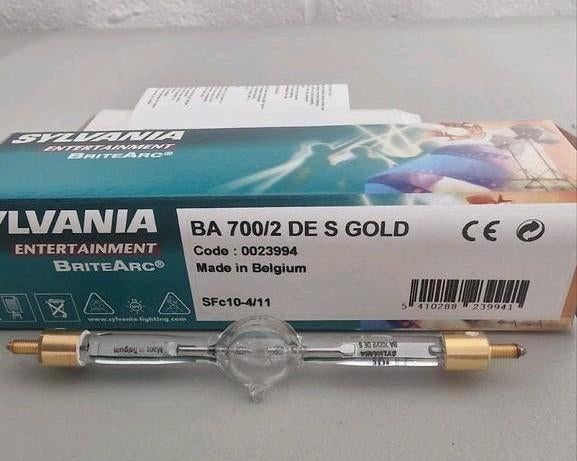 SYLVANIA
ENTERTAINMENT
BRITEARC®
YLVANIA
ENTERTAINMENT
BRITEARC®
www.sylvania-lighting.com
BA 700/2 DE S GOLD
Code : 0023994
Made in Belgium
SFc10-4/11
CE
5 410288 239941
Made in Belgium
SYLVANIA
BA 700/2 DE S